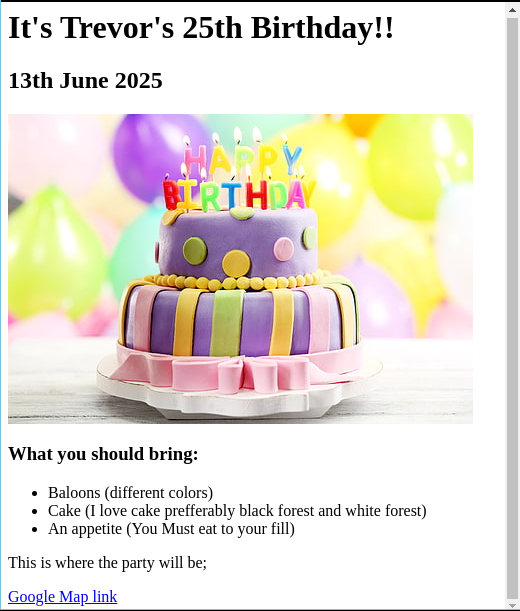 It's Trevor's 25th Birthday!!
13th June 2025
HAPPY
BIRTHDAY
What you should bring:
Baloons (different colors)
Cake (I love cake prefferably black forest and white forest)
An appetite (You Must eat to your fill)
This is where the party will be;
Google Map link